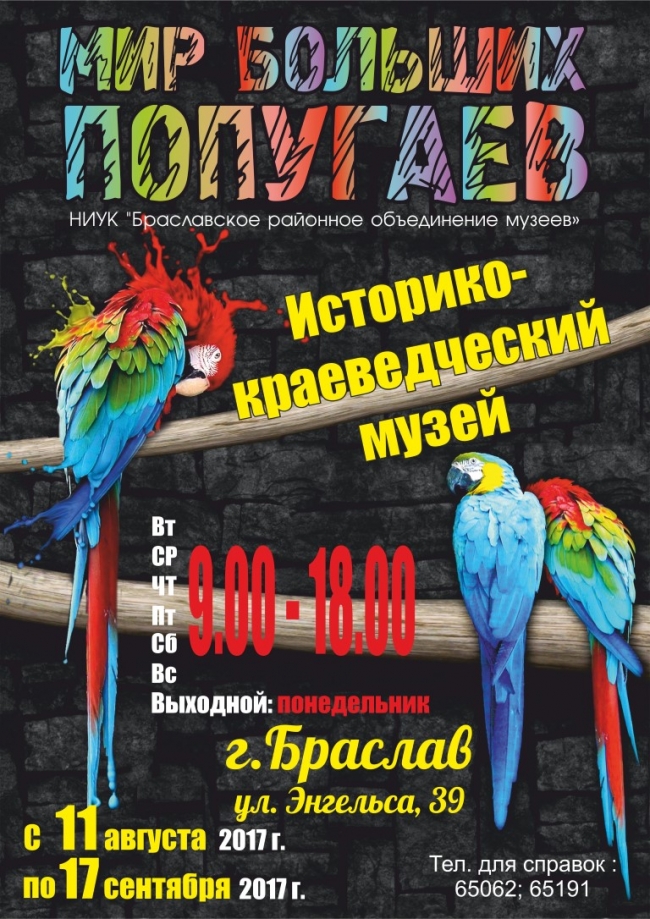 МИР БОЛЬШИХ
ПОПУГАЕВ
НИУК "Браславское районное объединение музеев»
Историко-
краеведческий
музей
Вт
СР
ЧТ
Пт
Сб
Вс
9.00 - 18.00
Выходной: понедельник
г.Браслав
ул. Энгельса, 39
с 11 августа 2017 г.
по 17 сентября 2017 г.
Тел. для справок :
65062; 65191